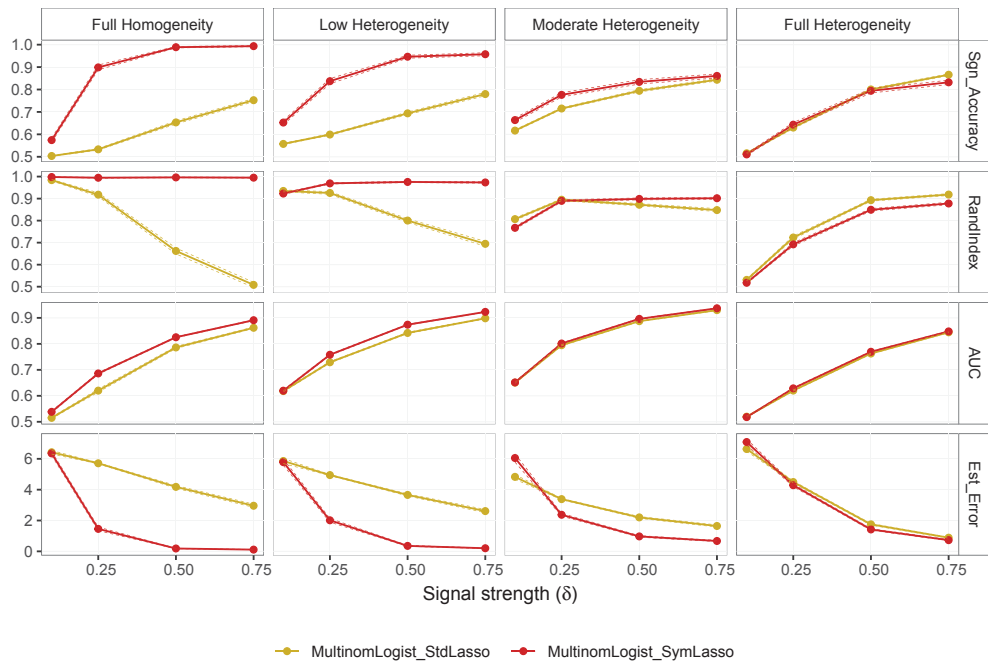 Full Homogeneity Low Heterogeneity Moderate Heterogeneity Full Heterogeneity
1.0
0.9
0.8
0.7
0.6
0.5
Sgn_Accuracy
1.0
0.9
0.8
0.7
0.6
0.5
RandIndex
0.9
0.8
0.7
0.6
0.5
AUC
6
4
2
0
Est_Error
0.25 0.50 0.75 0.25 0.50 0.75 0.25 0.50 0.75 0.25 0.50 0.75
Signal strength (δ)
MultinomLogist_StdLasso MultinomLogist_SymLasso